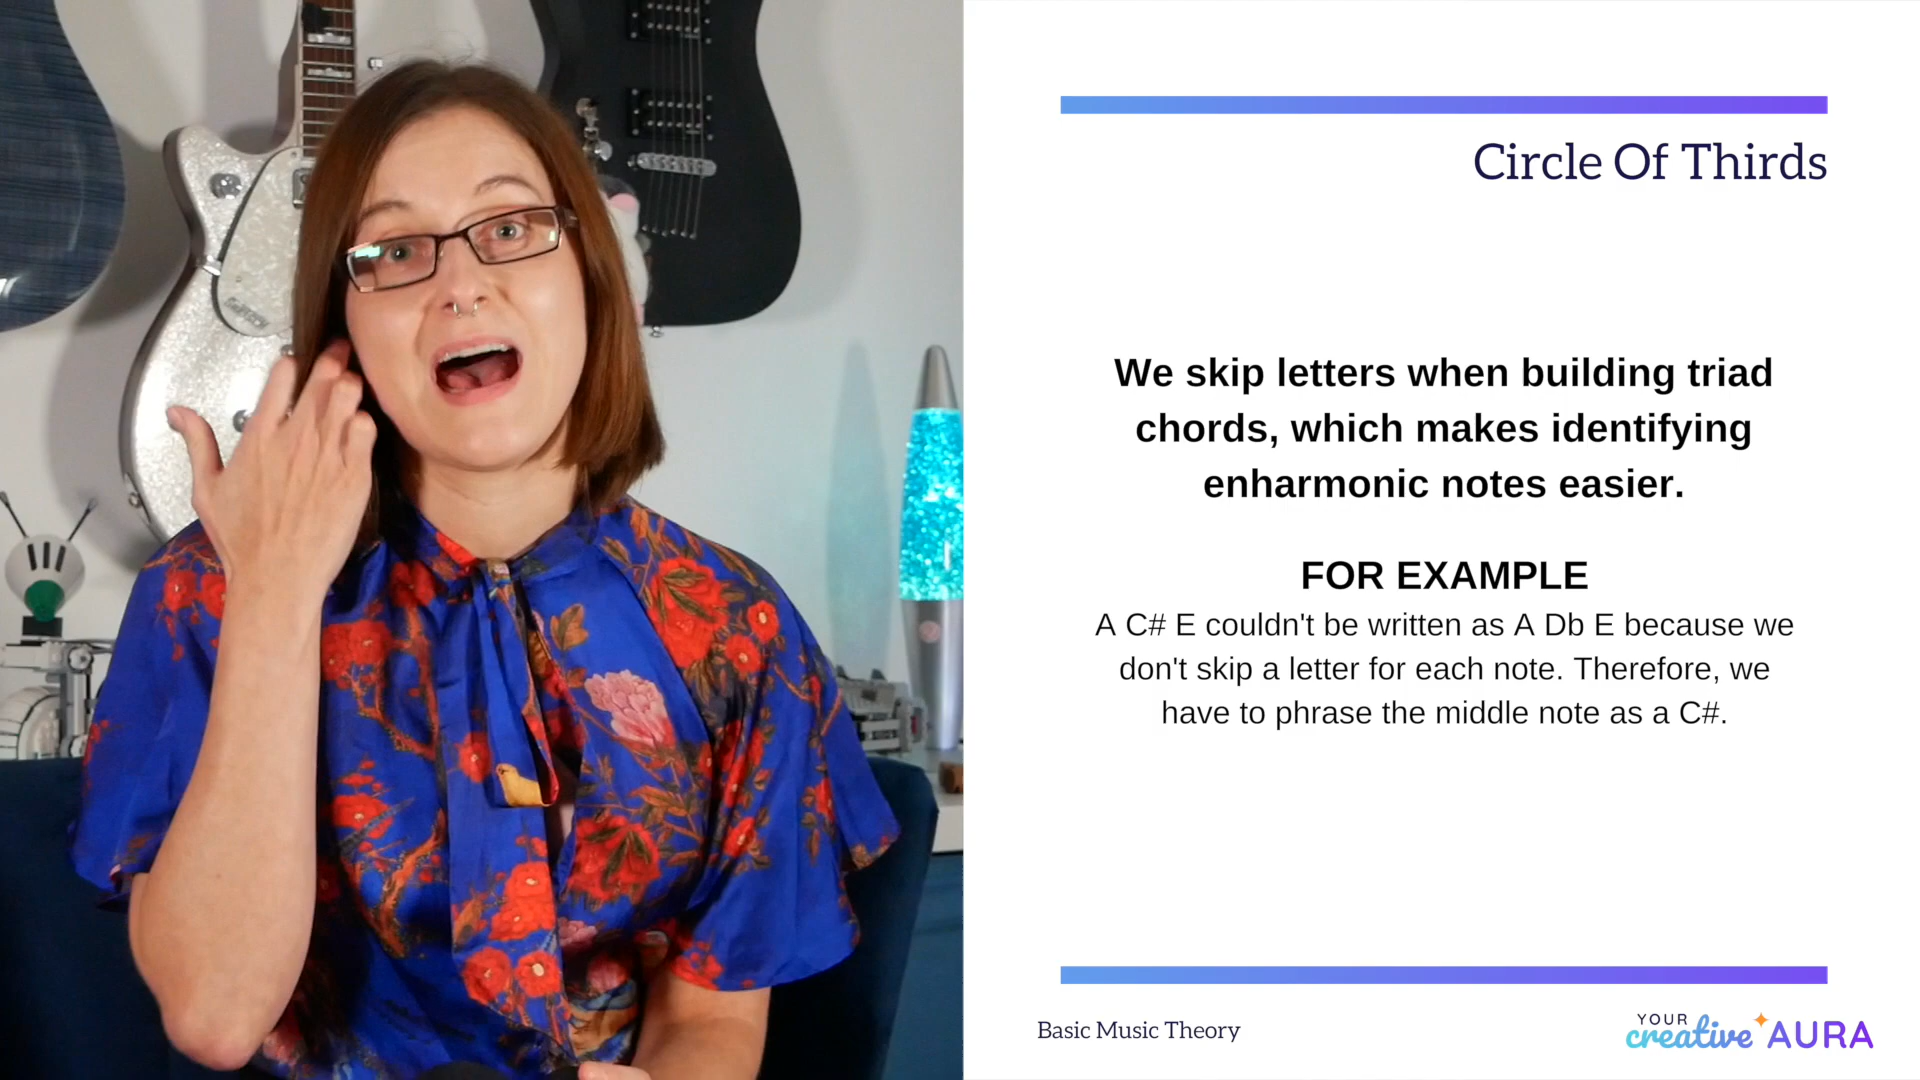 Circle Of Thirds
We skip letters when building triad
chords, which makes identifying
enharmonic notes easier.
FOR EXAMPLE
A C# E couldn't be written as A Db E because we
don't skip a letter for each note. Therefore, we
have to phrase the middle note as a C#.
Basic Music Theory
YOUR
creative AURA